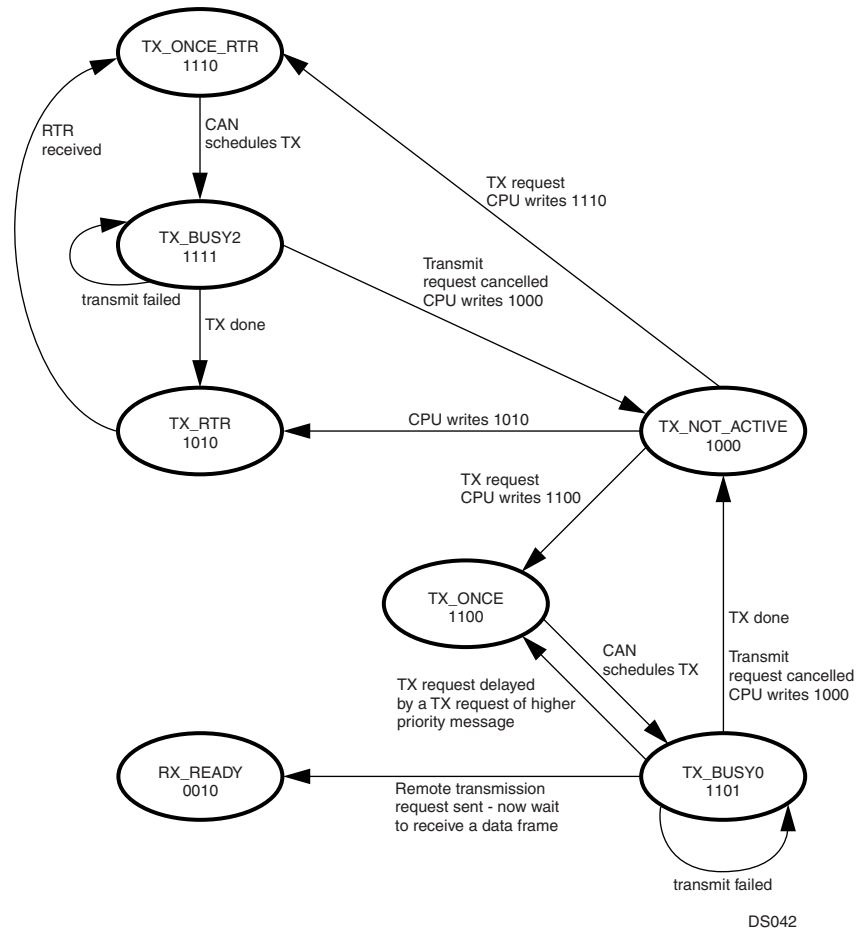 TX_ONCE_RTR
1110
RTR
received
CAN
schedules TX
TX request
CPU writes 1110
TX_BUSY2
1111
Transmit
request cancelled
CPU writes 1000
transmit failed
TX done
TX_RTR
1010
CPU writes 1010
TX_NOT_ACTIVE
1000
TX request
CPU writes 1100
TX_ONCE
1100
TX done
CAN
schedules TX
Transmit
request cancelled
CPU writes 1000
TX request delayed
by a TX request of higher
priority message
RX_READY
0010
Remote transmission
request sent - now wait
to receive a data frame
TX_BUSY0
1101
transmit failed
DS042